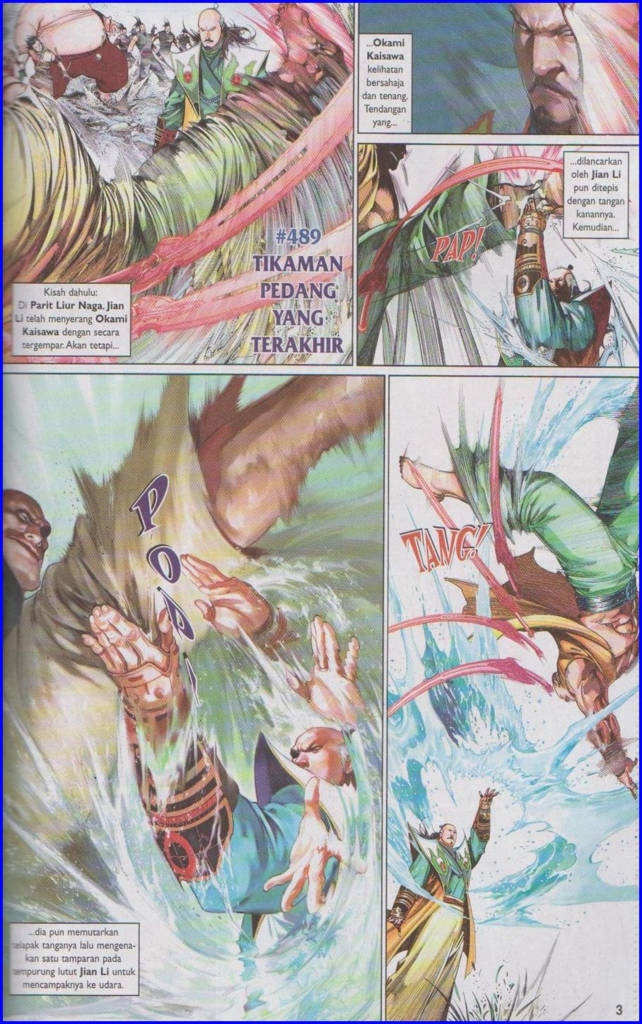 #489
TIKAMAN
PEDANG
YANG
TERAKHIR
Kisah dahulu:
Di Parit Liur Naga, Jian
Li telah menyerang Okami
Kaisawa dengan secara
tergempar. Akan tetapi...
...Okami
Kaisawa
kelihatan
bersahaja
dan tenang.
Tendangan
yang...
...dilancarkan
oleh Jian Li
pun ditepis
dengan tangan
kanannya.
Kemudian...
PAP!
POP!
...dia pun memutarkan
telapak tanganya lalu mengena-
kan satu tamparan pada
tempurung lutut Jian Li untuk
mencampaknya ke udara.
TANG!
3